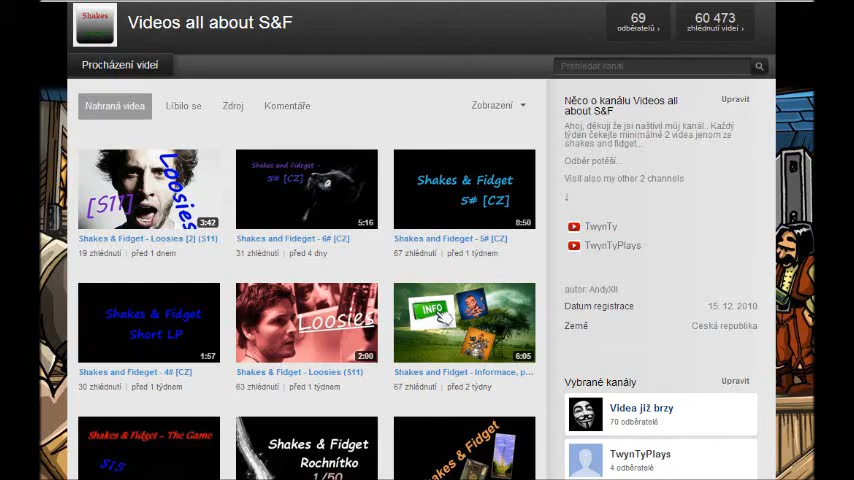 Shakes
Videos all about S&F
69
odběratelů ›
60 473
zhlédnutí videí ›
Procházení videí
Prohledat kanál
Nahraná videa
Líbilo se
Zdroj
Komentáře
Zobrazení
Loosies
[S11]
3:42
Shakes & Fidget - Loosies [2] (S11)
19 zhlédnutí | před 1 dnem
Shakes and Fideget -
5# [CZ]
5:16
Shakes and Fideget - 6# [CZ]
31 zhlédnutí | před 4 dny
Shakes & Fidget
5# [CZ]
8:50
Shakes and Fideget - 5# [CZ]
67 zhlédnutí | před 1 týdnem
Shakes & Fidget
Short LP
1:57
Shakes and Fideget - 4# [CZ]
30 zhlédnutí | před 1 týdnem
Loosies
2:00
Shakes & Fidget - Loosies (S11)
63 zhlédnutí | před 1 týdnem
INFO
6:05
Shakes and Fidget - Informace, p...
67 zhlédnutí | před 2 týdny
Shakes & Fidget - The Game
S15
Shakes & Fidget
Rochnítko
1/50
Shakes & Fidget
Něco o kanálu Videos all
about S&F
Upravit
Ahoj, děkuji že jsi naštívil můj kanál.. Každý
týden čekejte minimálně 2 videa jenom ze
shakes and fidget...
Odběr potěší...
Visit also my other 2 channels
↓
TwynTy
TwynTyPlays
autor: AndyXII
Datum registrace
15. 12. 2010
Země
Česká republika
Vybrané kanály
Upravit
Videa již brzy
70 odběratelé
TwynTyPlays
4 odběratelé